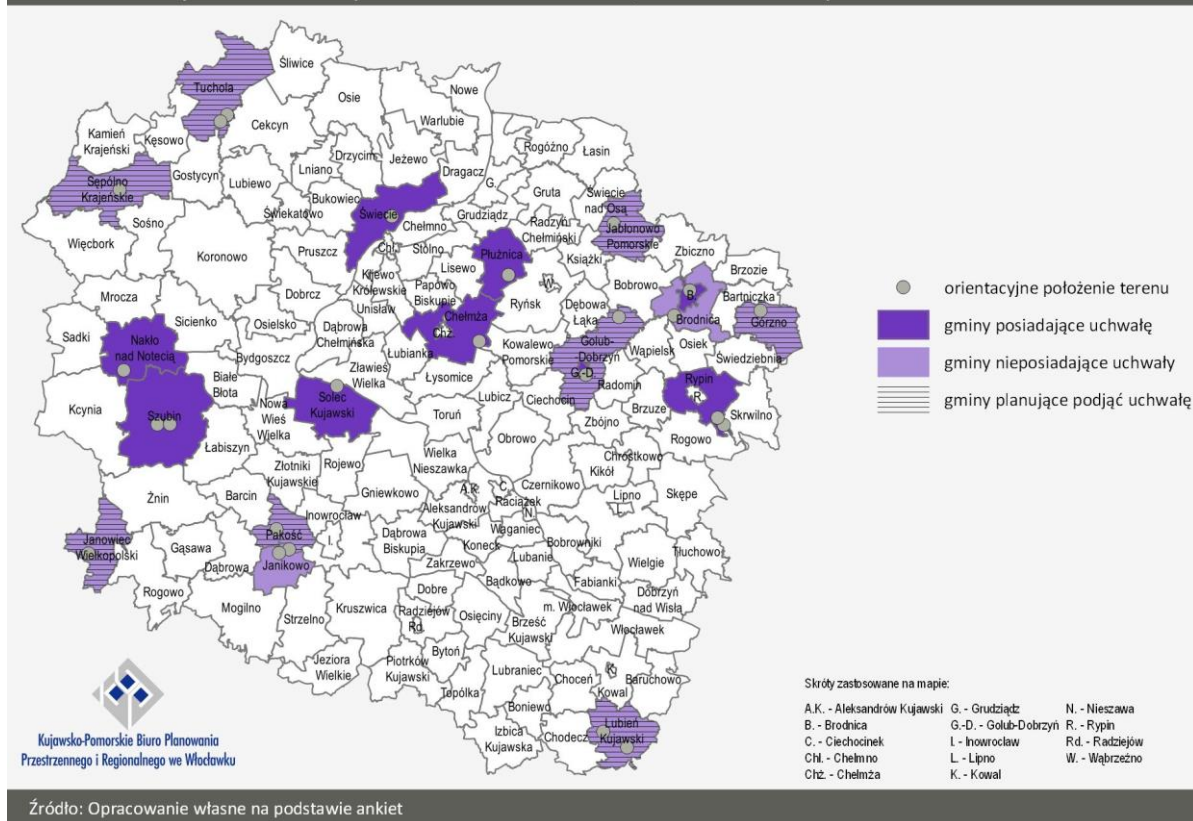 Śliwice
Tuchola
Osie
Nowe
Warlubie
Cekcyn
Kamień
Krajeński
Kęsowo
Rogóźno
Łasin
Drzycim
Jeżewo
Lniano
Dragacz
G.
Sępólno
Krajeńskie
Gostycyn
Lubiewo
Bukowiec
Gruta
Świecie
nad Osą
Świekatowo
Świecie
Grudziądz
Radzyń
Chełmiński
Jabłonowo
Pomorskie
Sośno
Chełmno
Więcbork
Koronowo
Pruszcz
Chł.
Stolno
Płużnica
Książki
Zbiczno
Lisewo
Bobrowo
Brzozie
Kijewo
Królewskie
Papowo
Biskupie
W.
B.
Bartniczka
Mrocza
Dobrcz
Unisław
Chełmża
Ryńsk
Dębowa
Łąka
Brodnica
Górzno
Sicienko
Osielsko
Dąbrowa
Chełmińska
Chż.
Sadki
Nakło
nad Notecią
Łubianka
Kowalewo
Pomorskie
Golub-
Dobrzyń
Wąpielsk
Osiek
Świedziebnia
Bydgoszcz
Zławieś
Wielka
Łysomice
G.-D.
Radomin
Rypin
R.
Białe
Błota
Solec
Kujawski
Lubicz
Ciechocin
Kcynia
Szubin
Nowa
Wieś
Wielka
Toruń
Zbójno
Brzuze
Skrwilno
Łabiszyn
Obrowo
Rogowo
Wielka
Nieszawka
Chrostkowo
Złotniki
Kujawskie
Rojewo
Kikół
Żnin
Barcin
Gniewkowo
A.K.
C.
Raciążek
Czernikowo
Lipno
L.
Skępe
Inowrocław
Aleksandrów
Kujawski
N.
Waganiec
Janowiec
Wielkopolski
Gąsawa
Pakość
I.
Dąbrowa
Biskupia
Koneck
Bobrowniki
Tłuchowo
Dąbrowa
Janikowo
Zakrzewo
Lubanie
Wielgie
Rogowo
Bądkowo
Fabianki
Dobrzyń
nad Wisłą
Mogilno
Strzelno
Kruszwica
Dobre
Radziejów
Rd.
Osięciny
Brześć
Kujawski
m. Włocławek
Włocławek
Jeziora
Wielkie
Piotrków
Kujawski
Bytoń
Lubraniec
Choceń
K.
Kowal
Baruchowo
Topólka
Boniewo
Izbica
Kujawska
Chodecz
Lubień
Kujawski
orientacyjne położenie terenu
gminy posiadające uchwałę
gminy nieposiadające uchwały
gminy planujące podjąć uchwałę
Kujawsko-Pomorskie Biuro Planowania
Przestrzennego i Regionalnego we Włocławku
Skróty zastosowane na mapie:
A.K. - Aleksandrów Kujawski G. - Grudziądz N. - Nieszawa
B. - Brodnica G.-D. - Golub-Dobrzyń R. - Rypin
C. - Ciechocinek I. - Inowrocław Rd. - Radziejów
Chł. - Chełmno L. - Lipno W. - Wąbrzeźno
Chż. - Chełmża K. - Kowal
Źródło: Opracowanie własne na podstawie ankiet